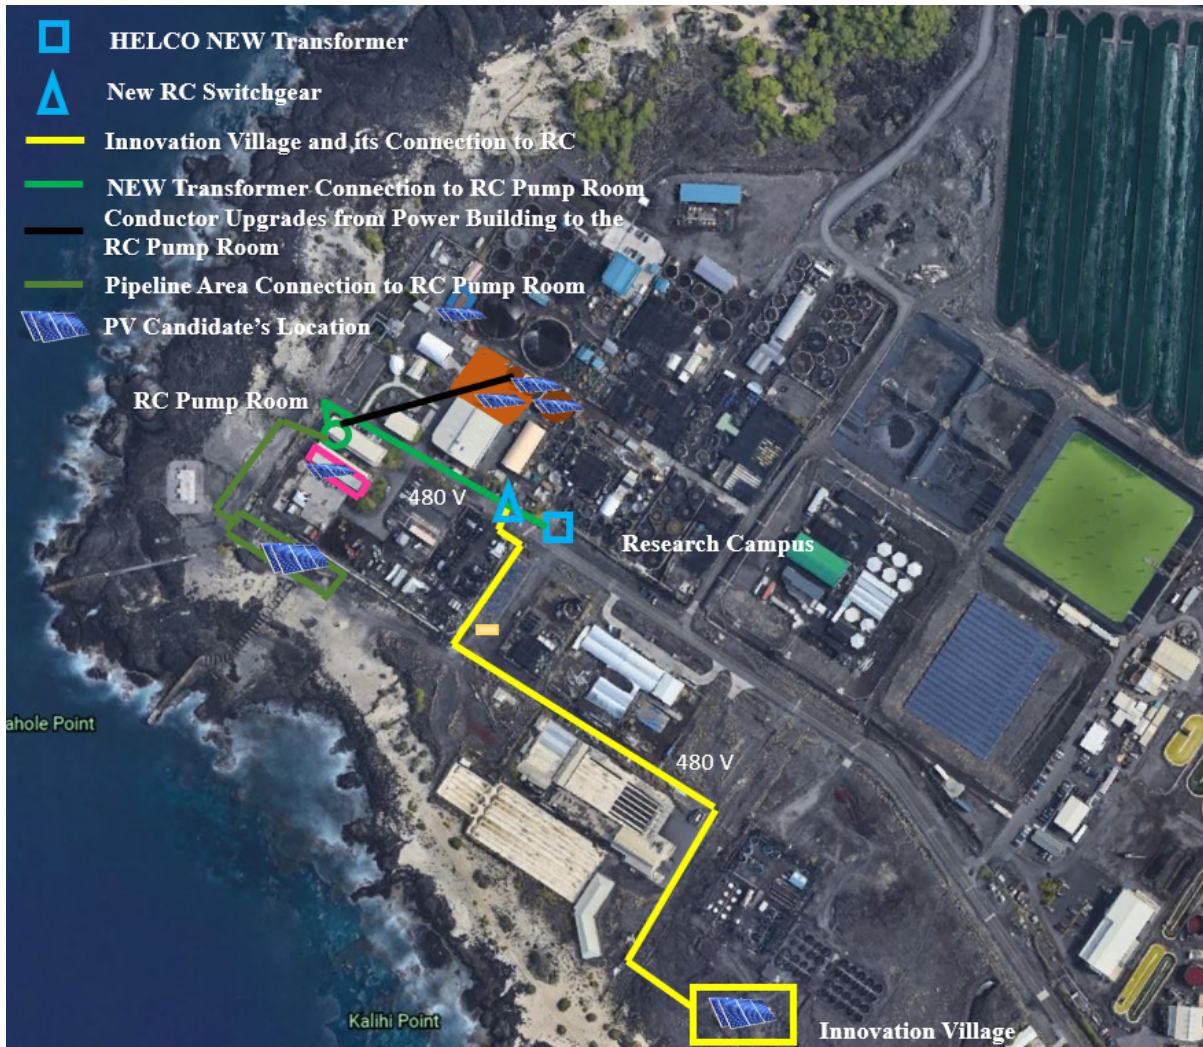 HELCO NEW Transformer
New RC Switchgear
Innovation Village and its Connection to RC
NEW Transformer Connection to RC Pump Room
Conductor Upgrades from Power Building to the
RC Pump Room
Pipeline Area Connection to RC Pump Room
PV Candidate's Location
RC Pump Room
480 V
Research Campus
ahole Point
480 V
Kalihi Point
Innovation Village